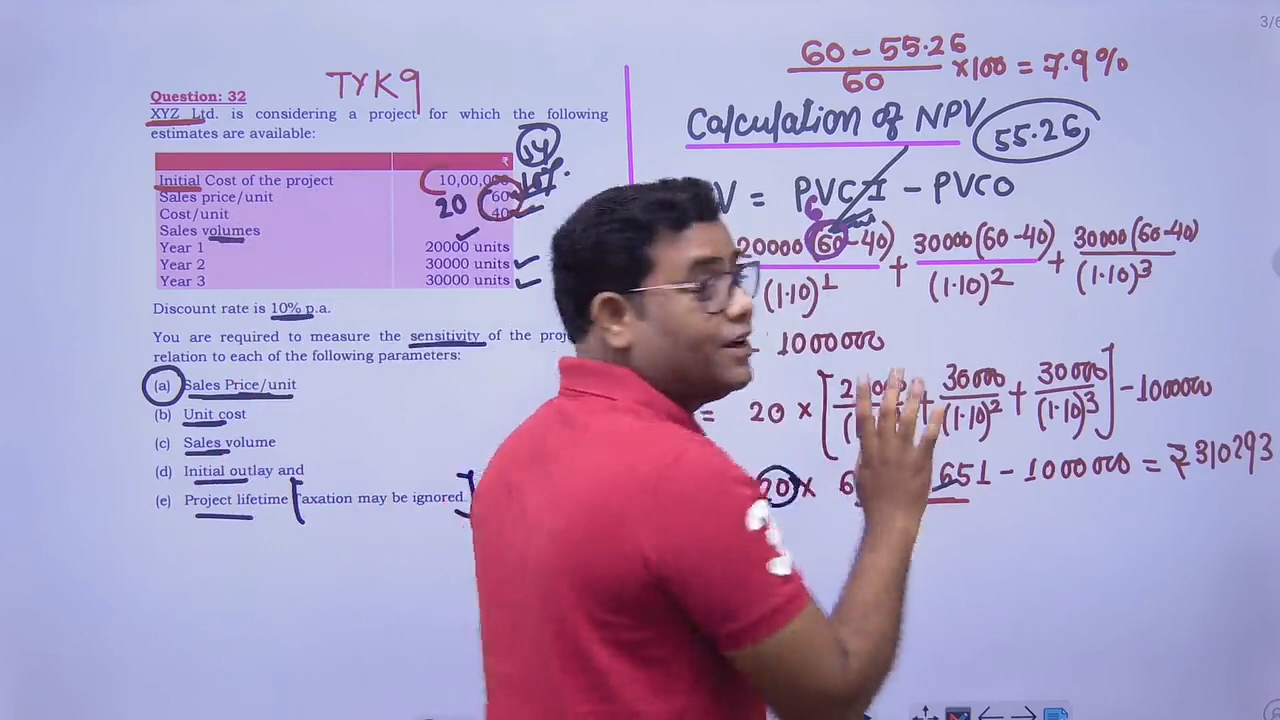 3/6
TYK9
Question: 32
XYZ Ltd. is considering a project for which the following
estimates are available:
₹
Initial Cost of the project 10,00,0
Sales price/unit 60
20
Cost/unit 40
Sales volumes
Year 1 20000 units
Year 2 30000 units
Year 3 30000 units
54
Discount rate is 10% p.a.
You are required to measure the sensitivity of the
relation to each of the following parameters:
(a) Sales Price/unit
(b) Unit cost
(c) Sales volume
(d) Initial outlay and
(e) Project lifetime [Taxation may be ignored]
60 – 55.26
60
×100 = 7.9%
Calculation of NPV 55.26
V = PVCI – PVCO
6
20000 (60–40) + 30000(60–40) + 30000(60–40)
(1.10)1 (1.10)2 (1.10)3
– 1000000
= 20 × [ + 30000 + 30000 ] – 1000000
(1.10)2 (1.10)3
20 × 6 651 – 1000000 = ₹310293
3